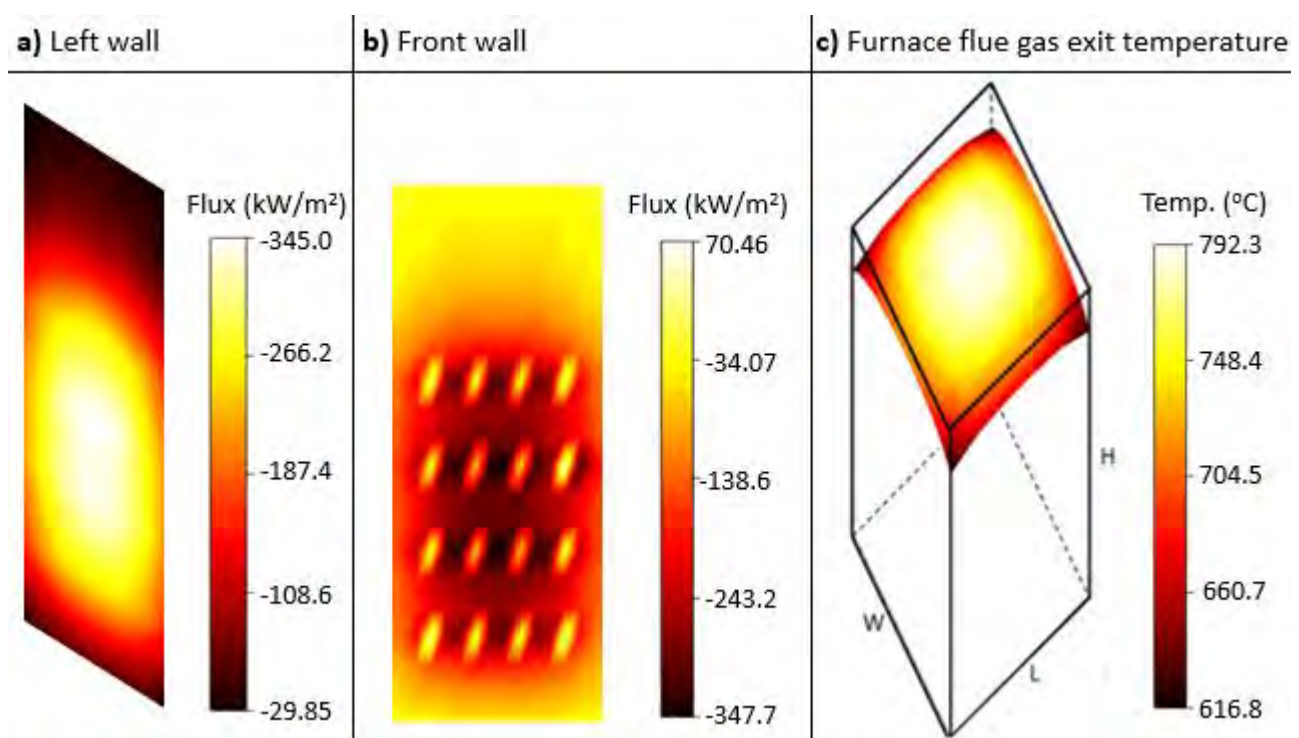 a) Left wall
b) Front wall
c) Furnace flue gas exit temperature
Flux (kW/m²)
-345.0
-266.2
-187.4
-108.6
-29.85
Flux (kW/m²)
70.46
-34.07
-138.6
-243.2
-347.7
Temp. (°C)
792.3
748.4
704.5
660.7
616.8
H
W
L